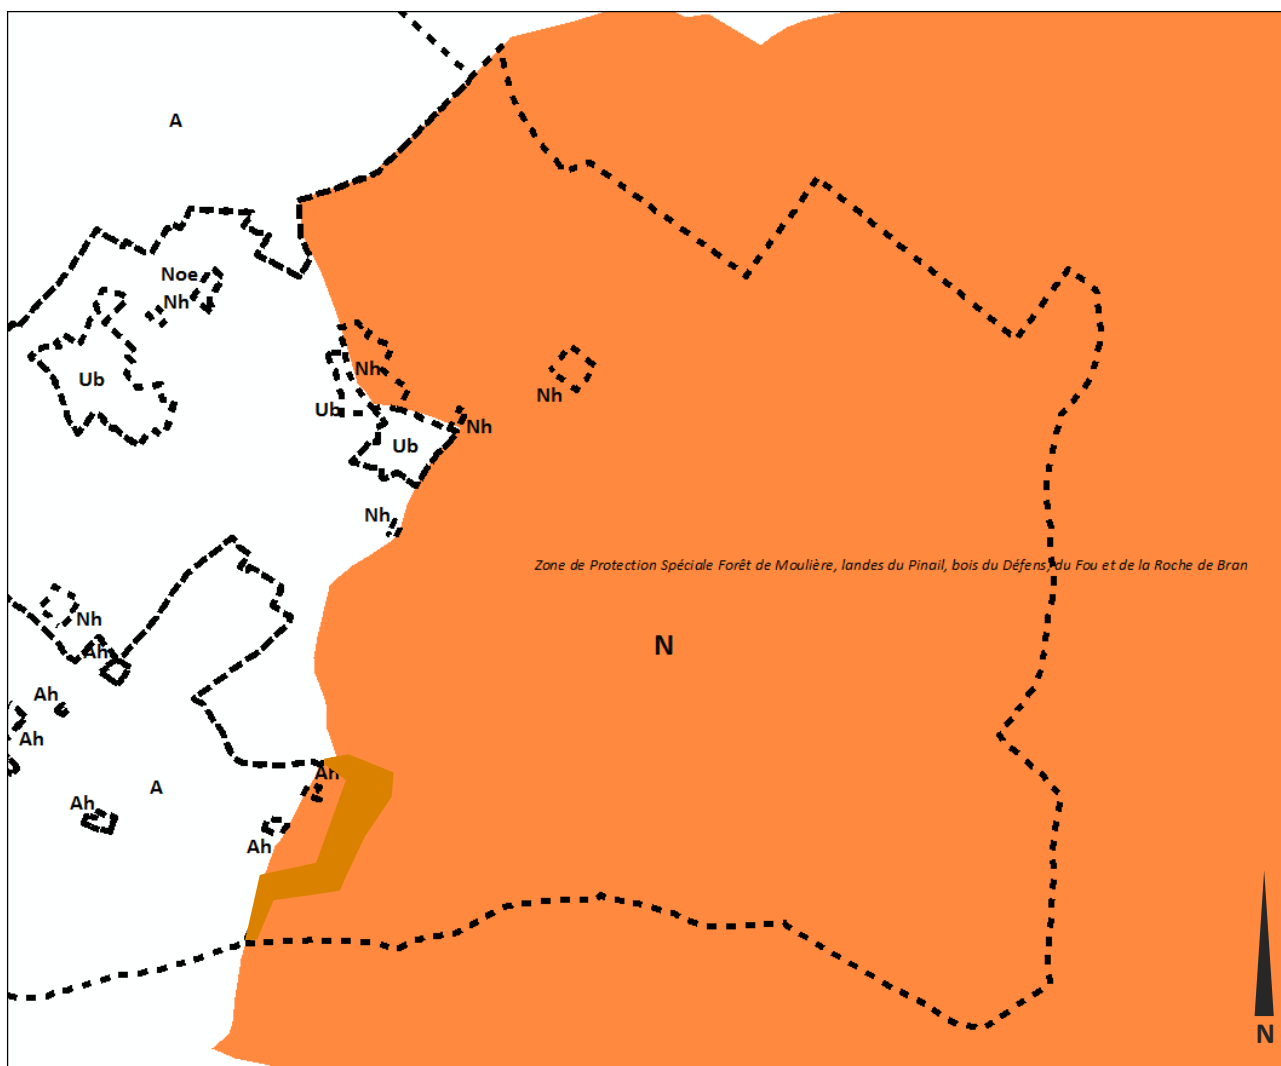 A
Noe
Nh
Ub
Nh
Nh
Ub
Nh
Ub
Nh
Zone de Protection Spéciale Forêt de Moulière, landes du Pinail, bois du Défens, du Fou et de la Roche de Bran
Nh
N
Ah
Ah
Ah
Ah
A
Ah
Ah
N